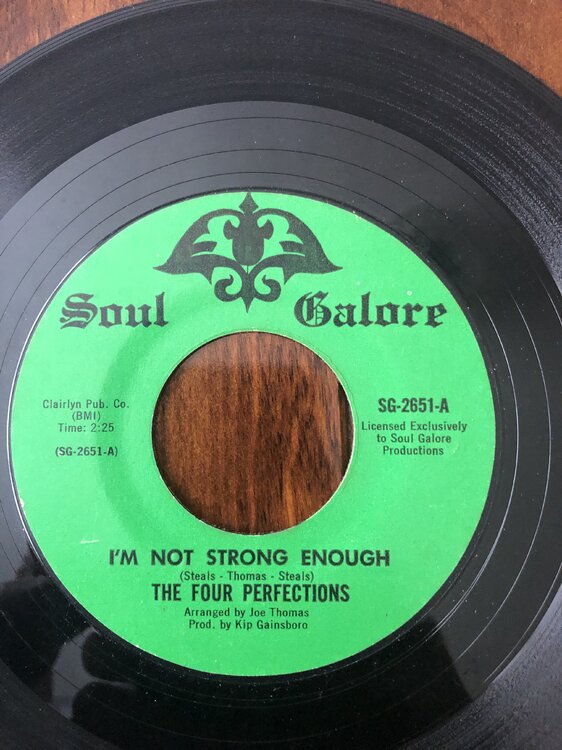 Soul Galore
Clairlyn Pub. Co.
(BMI)
Time: 2:25
(SG-2651-A)
SG-2651-A
Licensed Exclusively
to Soul Galore
Productions
I'M NOT STRONG ENOUGH
(Steals - Thomas - Steals)
THE FOUR PERFECTIONS
Arranged by Joe Thomas
Prod. by Kip Gainsboro